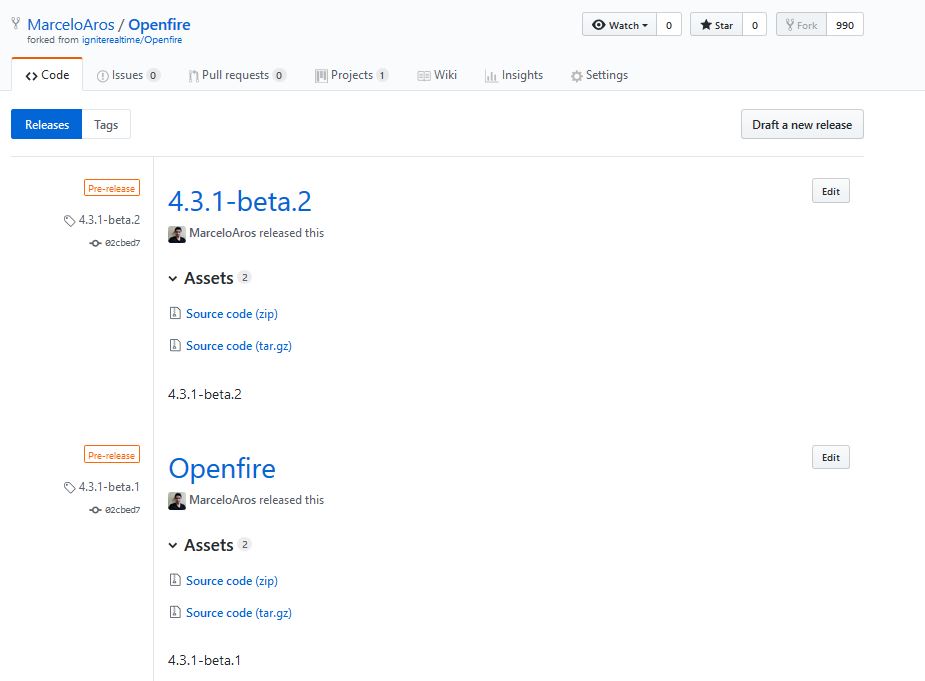 MarceloAros / Openfire
forked from igniterealtime/Openfire
Watch 0 Star 0 Fork 990
Code Issues 0 Pull requests 0 Projects 1 Wiki Insights Settings
Releases Tags Draft a new release
Pre-release
4.3.1-beta.2
02cbed7
4.3.1-beta.2 Edit
MarceloAros released this
Assets 2
Source code (zip)
Source code (tar.gz)
4.3.1-beta.2
Pre-release
4.3.1-beta.1
02cbed7
Openfire Edit
MarceloAros released this
Assets 2
Source code (zip)
Source code (tar.gz)
4.3.1-beta.1